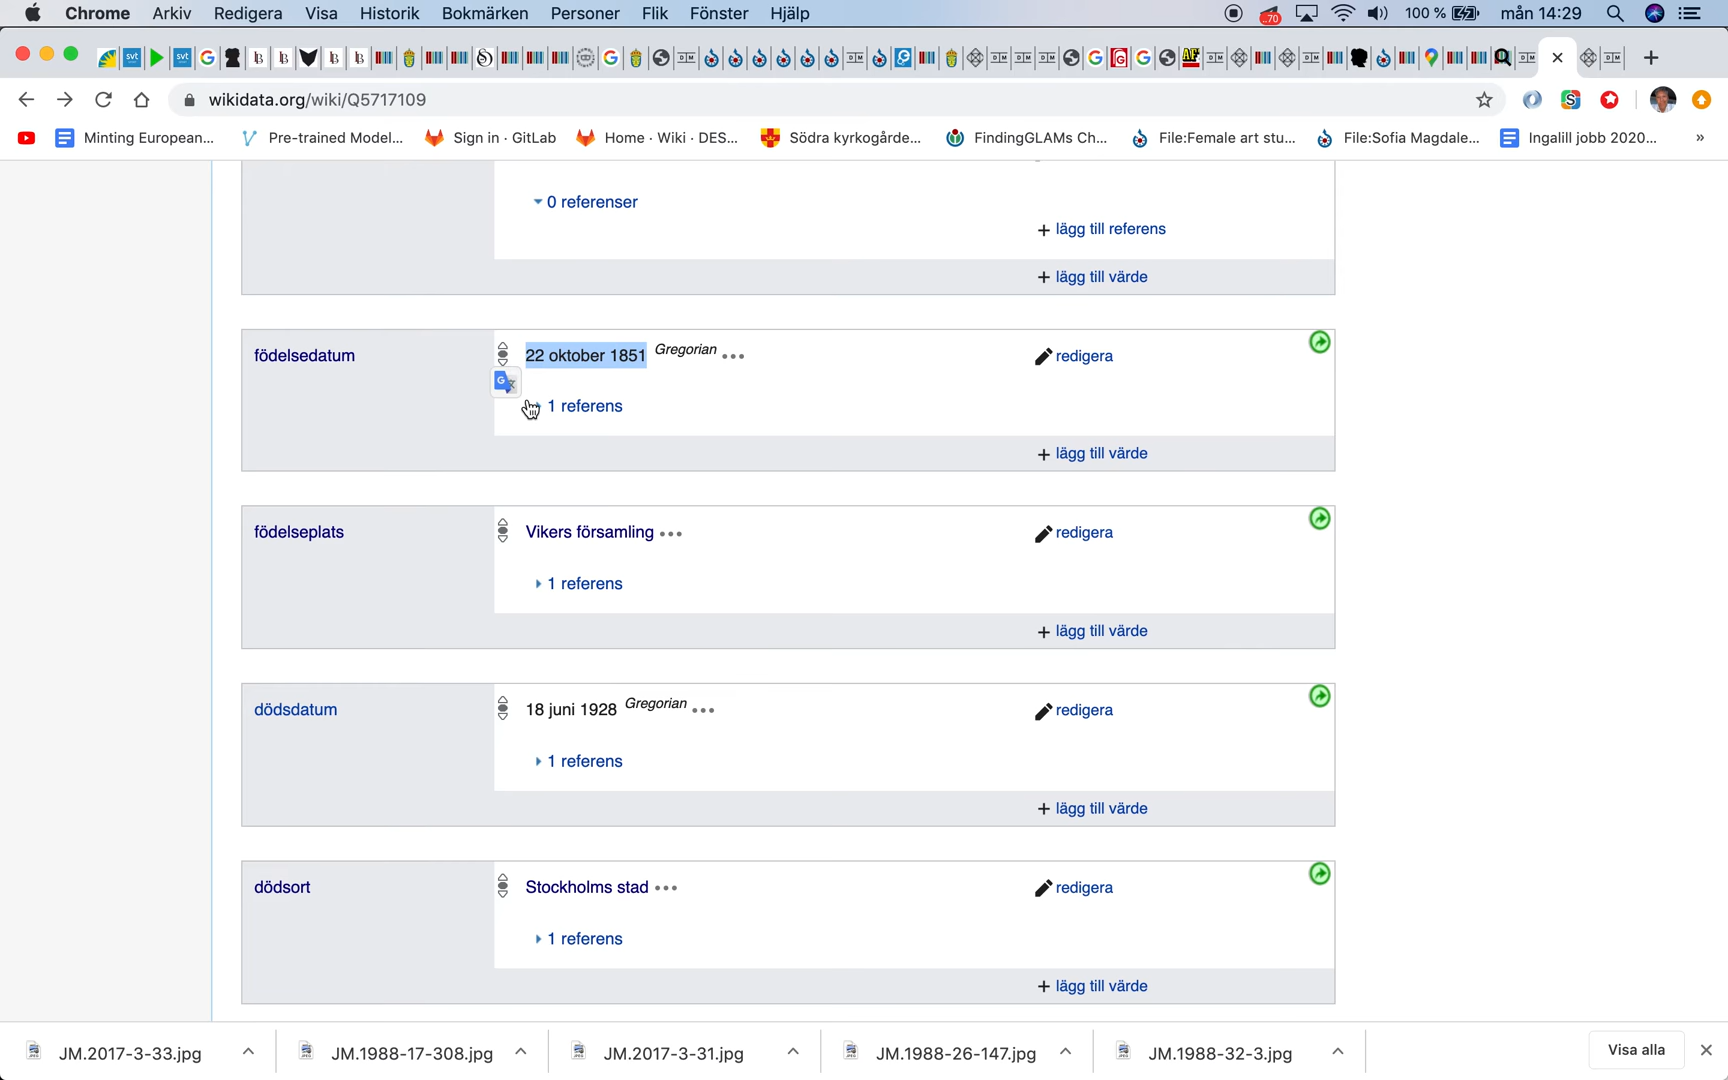 Chrome Arkiv Redigera Visa Historik Bokmärken Personer Flik Fönster Hjälp 100 % mån 14:29
wikidata.org/wiki/Q5717109
Minting European... Pre-trained Model... Sign in · GitLab Home · Wiki · DES... Södra kyrkogårde... FindingGLAMs Ch... File:Female art stu... File:Sofia Magdale... Ingalill jobb 2020... »
0 referenser
+ lägg till referens
+ lägg till värde
födelsedatum 22 oktober 1851 Gregorian ••• redigera
1 referens
+ lägg till värde
födelseplats Vikers församling ••• redigera
1 referens
+ lägg till värde
dödsdatum 18 juni 1928 Gregorian ••• redigera
1 referens
+ lägg till värde
dödsort Stockholms stad ••• redigera
1 referens
+ lägg till värde
JM.2017-3-33.jpg JM.1988-17-308.jpg JM.2017-3-31.jpg JM.1988-26-147.jpg JM.1988-32-3.jpg Visa alla